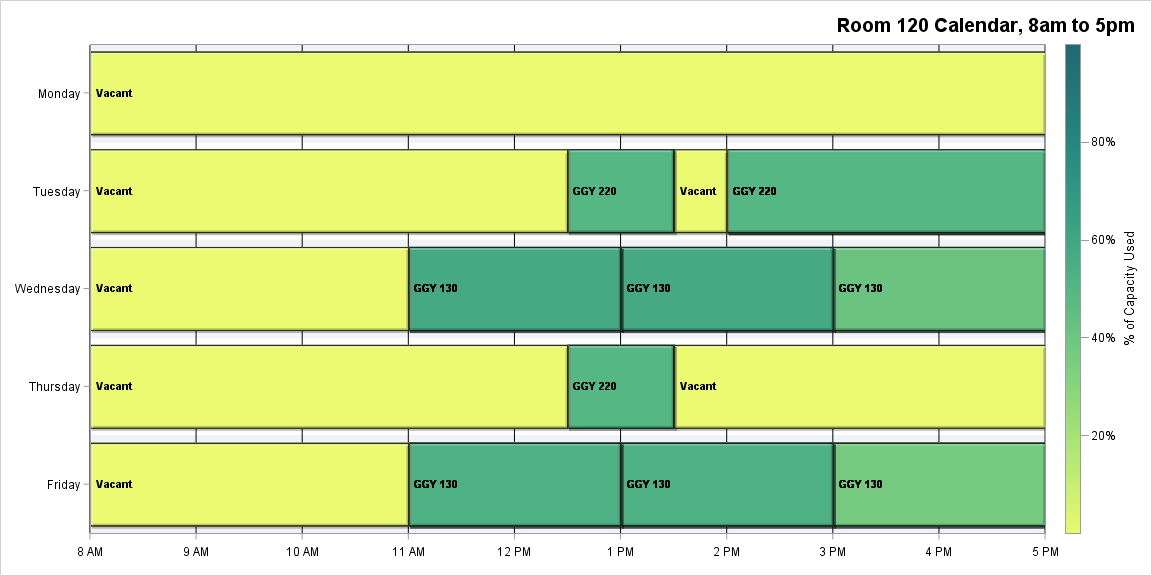 Room 120 Calendar, 8am to 5pm
Monday
Vacant
Tuesday
Vacant
GGY 220
Vacant
GGY 220
Wednesday
Vacant
GGY 130
GGY 130
GGY 130
Thursday
Vacant
GGY 220
Vacant
Friday
Vacant
GGY 130
GGY 130
GGY 130
8 AM
9 AM
10 AM
11 AM
12 PM
1 PM
2 PM
3 PM
4 PM
5 PM
80%
60%
40%
20%
% of Capacity Used